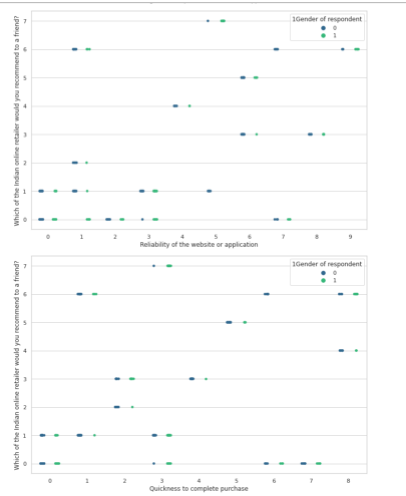 Which of the Indian online retailer would you recommend to a friend?
7
6
5
4
3
2
1
0
1Gender of respondent
0
1
0 1 2 3 4 5 6 7 8 9
Reliability of the website or application
Which of the Indian online retailer would you recommend to a friend?
7
6
5
4
3
2
1
0
1Gender of respondent
0
1
0 1 2 3 4 5 6 7 8
Quickness to complete purchase